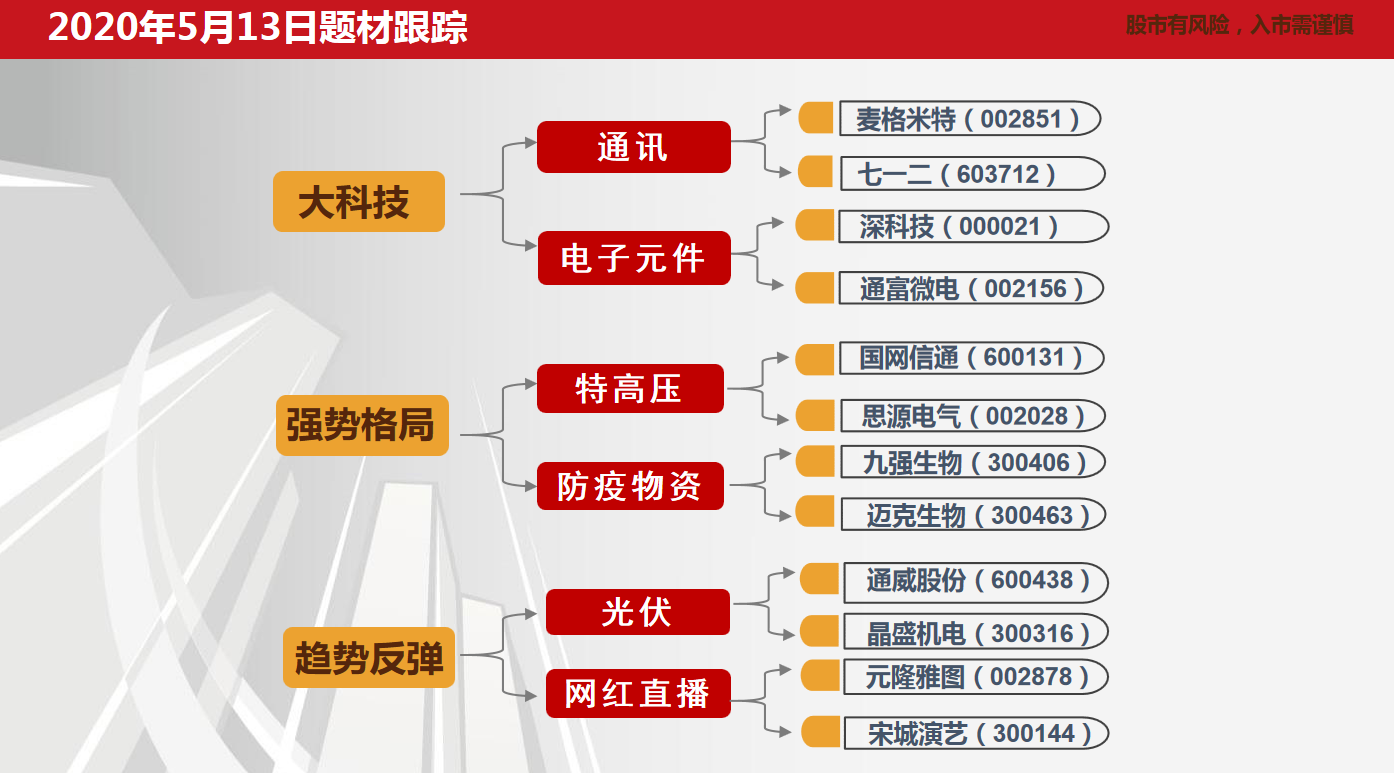 2020年5月13日题材跟踪
股市有风险，入市需谨慎
大科技
通讯
麦格米特（002851）
七一二（603712）
电子元件
深科技（000021）
通富微电（002156）
强势格局
特高压
国网信通（600131）
思源电气（002028）
防疫物资
九强生物（300406）
迈克生物（300463）
趋势反弹
光伏
通威股份（600438）
晶盛机电（300316）
网红直播
元隆雅图（002878）
宋城演艺（300144）